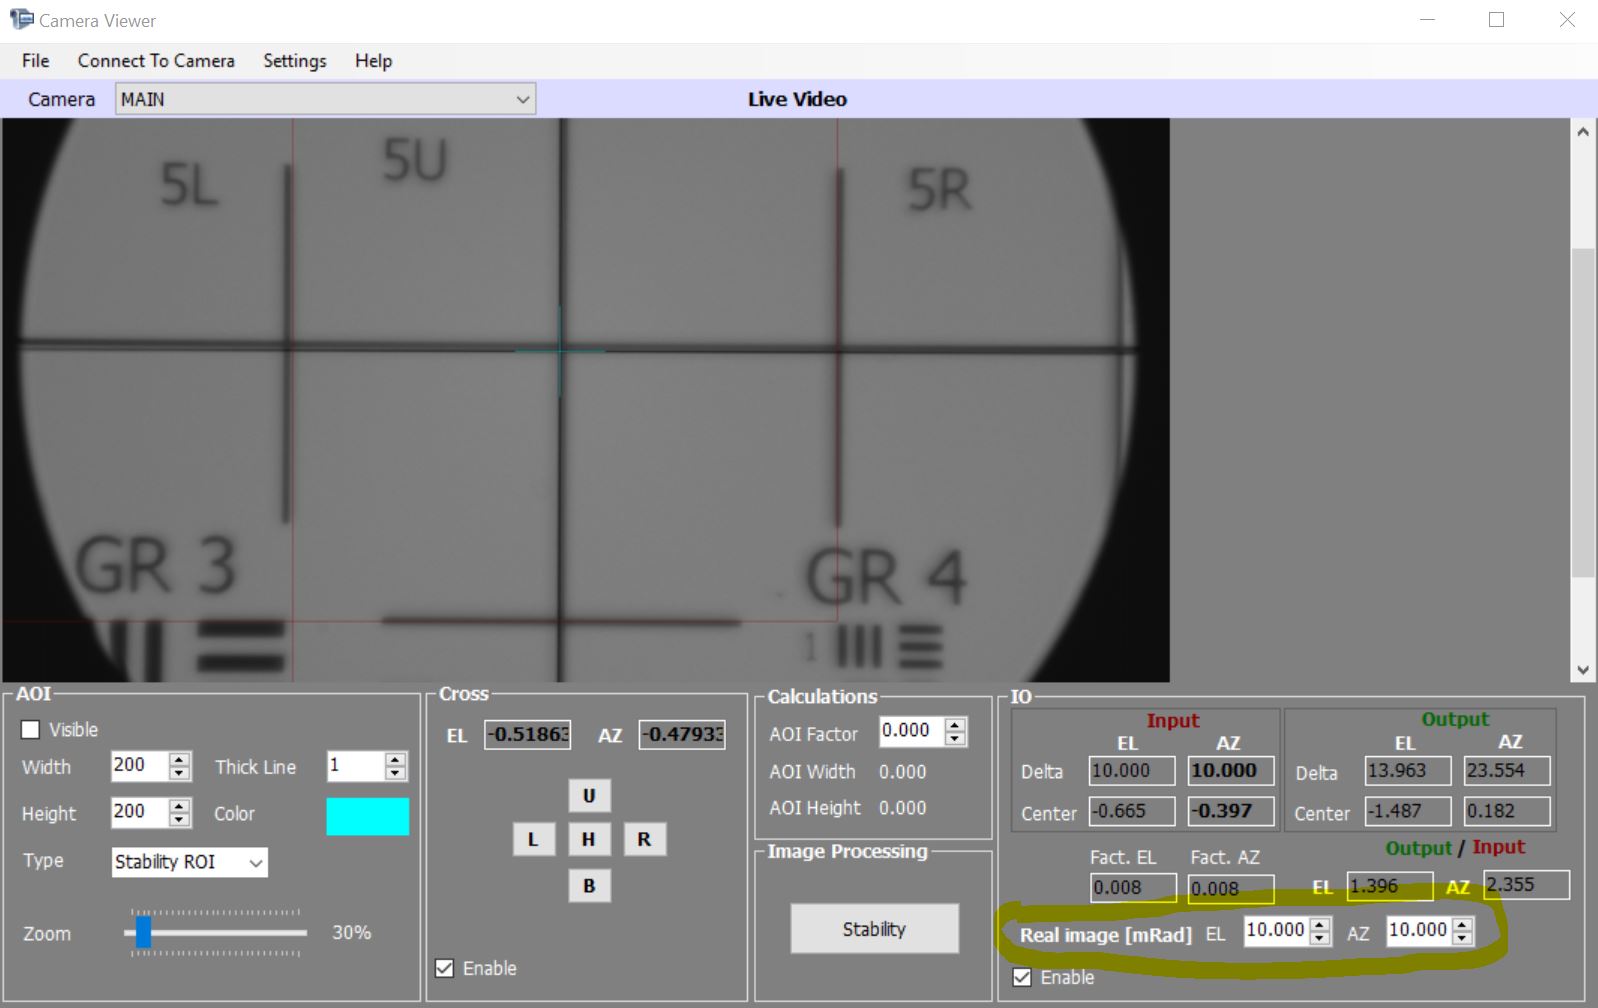 Camera Viewer
File Connect To Camera Settings Help
Camera MAIN Live Video
5L 5U 5R
GR 3 GR 4
1
AOI
Visible
Width 200 Thick Line 1
Height 200 Color
Type Stability ROI
Zoom 30%
Cross
EL -0.51863 AZ -0.47933
U
L H R
B
Enable
Calculations
AOI Factor 0.000
AOI Width 0.000
AOI Height 0.000
Image Processing
Stability
IO
Input Output
EL AZ EL AZ
Delta 10.000 10.000 Delta 13.963 23.554
Center -0.665 -0.397 Center -1.487 0.182
Fact. EL Fact. AZ Output / Input
0.008 0.008 EL 1.396 AZ 2.355
Real image [mRad] EL 10.000 AZ 10.000
Enable